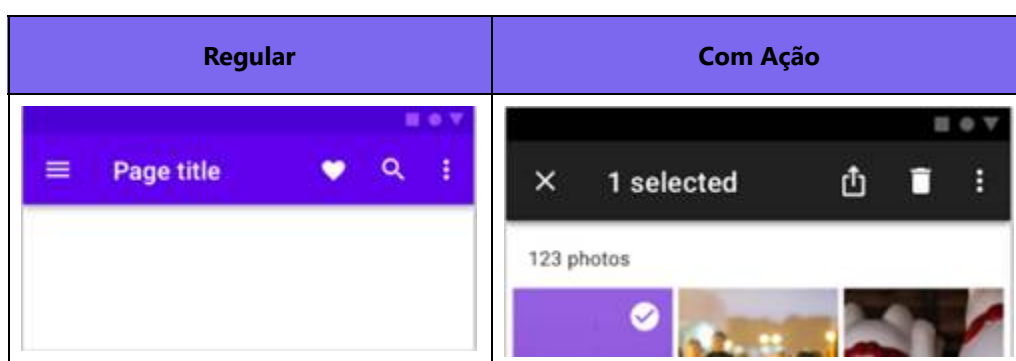 Regular
Com Ação
Page title
1 selected
123 photos